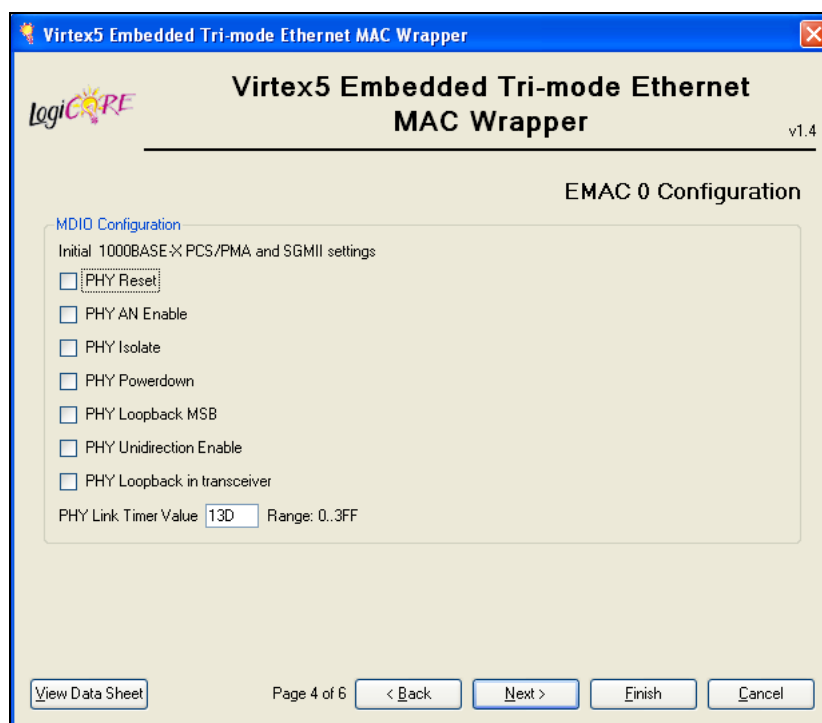 Virtex5 Embedded Tri-mode Ethernet MAC Wrapper
LogiCORE
Virtex5 Embedded Tri-mode Ethernet
MAC Wrapper
v1.4
EMAC 0 Configuration
MDIO Configuration
Initial 1000BASE-X PCS/PMA and SGMII settings
PHY Reset
PHY AN Enable
PHY Isolate
PHY Powerdown
PHY Loopback MSB
PHY Unidirection Enable
PHY Loopback in transceiver
PHY Link Timer Value 13D Range: 0..3FF
View Data Sheet Page 4 of 6 < Back Next > Finish Cancel